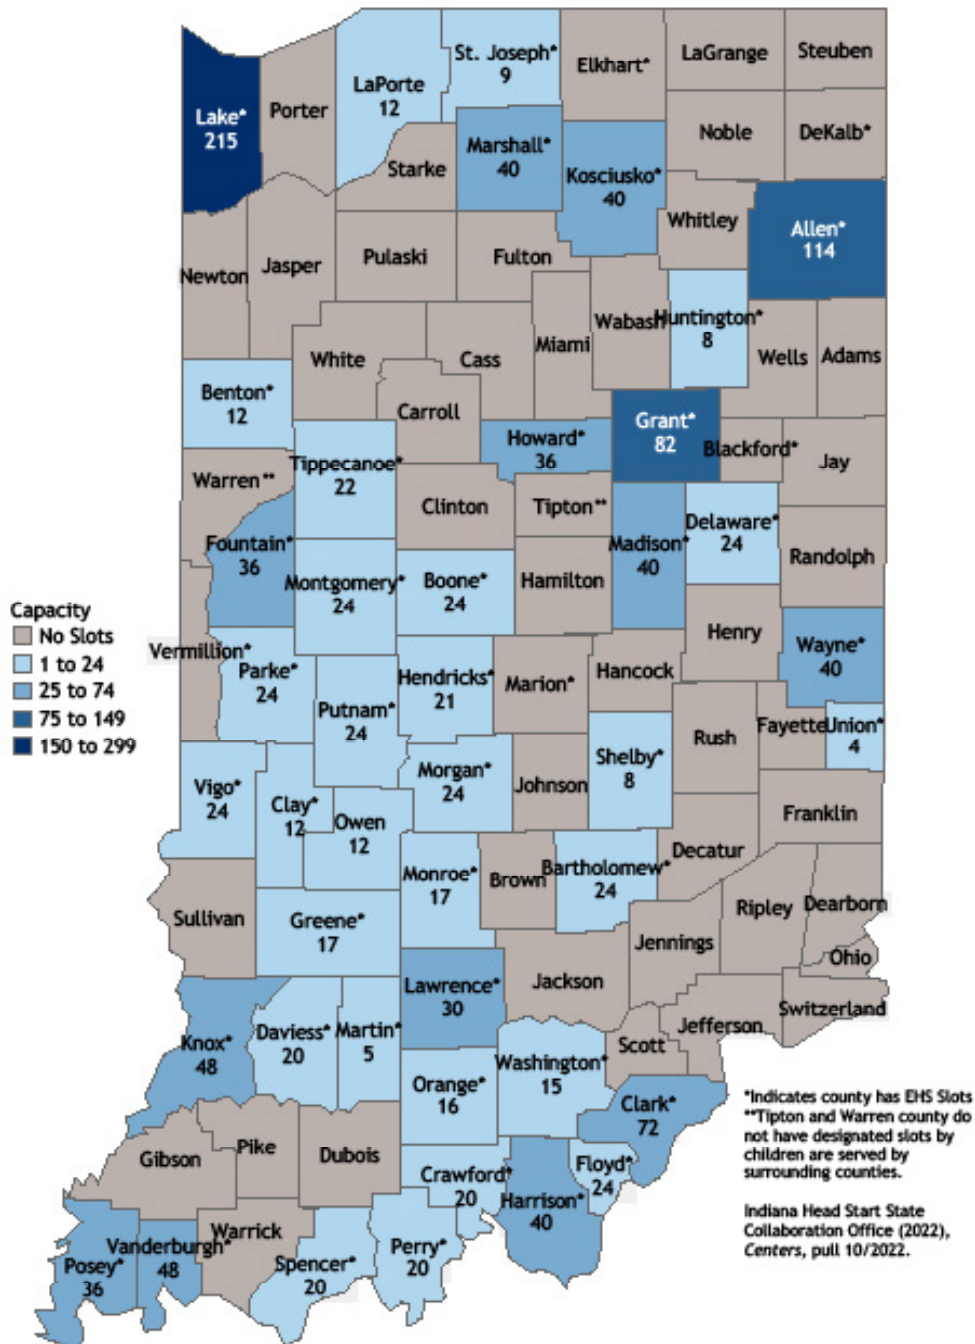 St. Joseph*
9
Elkhart*
LaGrange
Steuben
LaPorte
12
Porter
Lake*
215
Noble
DeKalb*
Starke
Marshall*
40
Kosciusko*
40
Whitley
Allen*
114
Newton
Jasper
Pulaski
Fulton
Wabash
Huntington*
8
Miami
White
Cass
Wells
Adams
Benton*
12
Carroll
Howard*
36
Grant*
82
Blackford*
Jay
Warren**
Tippecanoe*
22
Clinton
Tipton**
Delaware*
24
Fountain*
36
Madison*
40
Randolph
Montgomery*
24
Boone*
24
Hamilton
Capacity
No Slots
1 to 24
25 to 74
75 to 149
150 to 299
Henry
Vermillion*
Wayne*
40
Parke*
24
Hendricks*
21
Marion*
Hancock
Putnam*
24
Rush
Fayette
Union*
4
Shelby*
8
Morgan*
24
Johnson
Vigo*
24
Clay*
12
Owen
12
Franklin
Decatur
Monroe*
17
Brown
Bartholomew*
24
Sullivan
Greene*
17
Ripley
Dearborn
Jennings
Ohio
Lawrence*
30
Jackson
Switzerland
Jefferson
Knox*
48
Daviess*
20
Martin*
5
Scott
Washington*
15
Orange*
16
Clark*
72
*Indicates county has EHS Slots
**Tipton and Warren county do
not have designated slots by
children are served by
surrounding counties.
Gibson
Pike
Dubois
Floyd*
24
Crawford*
20
Harrison*
40
Indiana Head Start State
Collaboration Office (2022),
Centers, pull 10/2022.
Warrick
Vanderburgh*
48
Posey*
36
Spencer*
20
Perry*
20